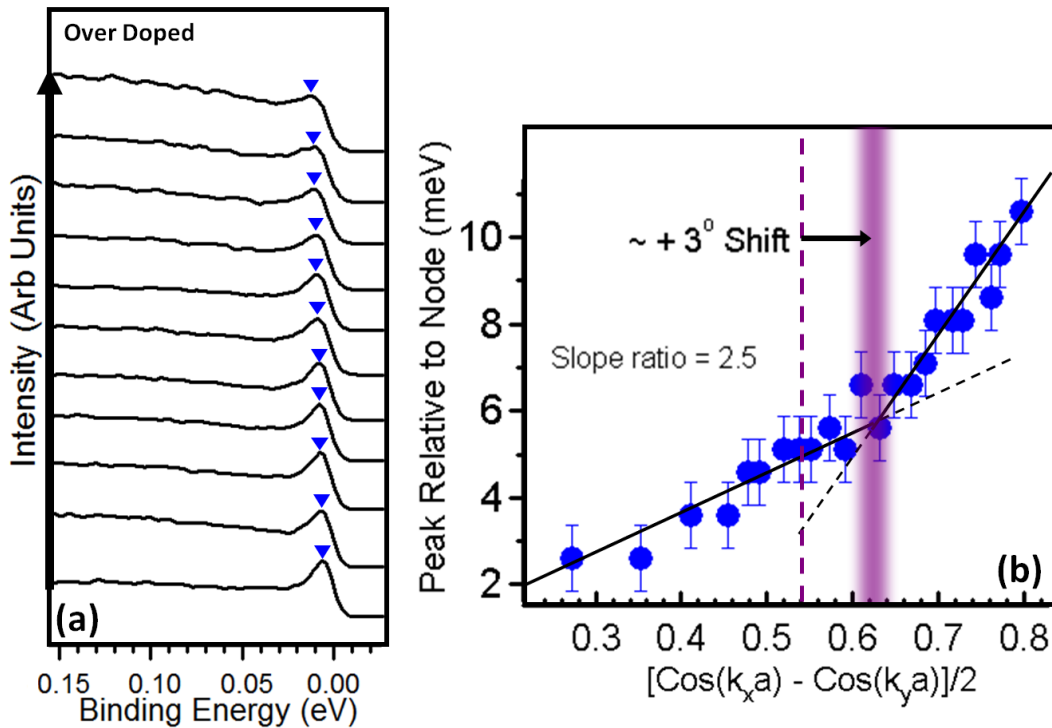 Over Doped
Intensity (Arb Units)
(a)
0.15 0.10 0.05 0.00
Binding Energy (eV)
Peak Relative to Node (meV)
10
8
6
4
2
~ + 3° Shift
Slope ratio = 2.5
(b)
0.3 0.4 0.5 0.6 0.7 0.8
[Cos(kₓa) - Cos(k_ya)]/2